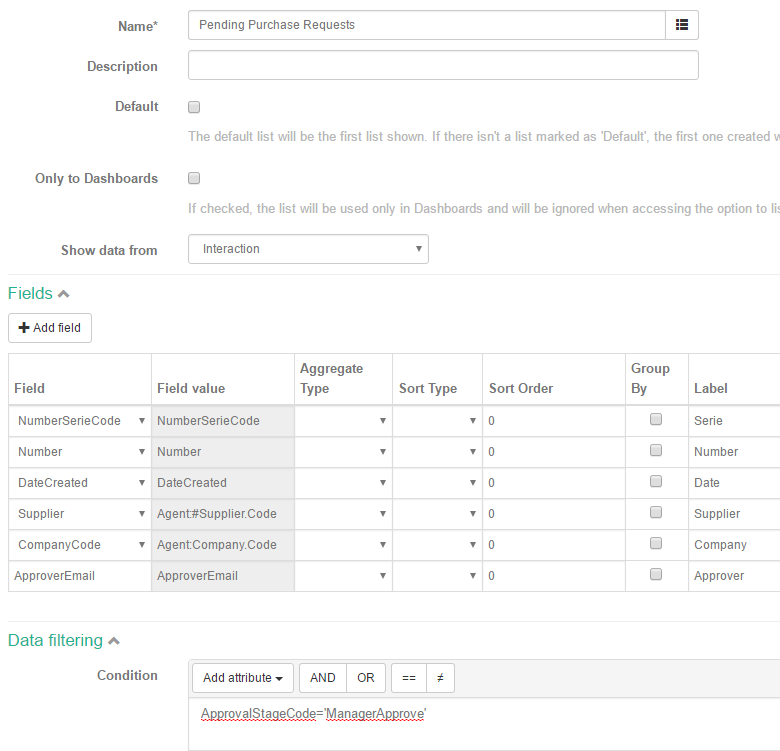 Name*
Pending Purchase Requests
Description
Default
The default list will be the first list shown. If there isn't a list marked as 'Default', the first one created
Only to Dashboards
If checked, the list will be used only in Dashboards and will be ignored when accessing the option to
Show data from
Interaction
Fields
Add field
Field Field value Aggregate Type Sort Type Sort Order Group By Label
NumberSerieCode NumberSerieCode 0 Serie
Number Number 0 Number
DateCreated DateCreated 0 Date
Supplier Agent:#Supplier.Code 0 Supplier
CompanyCode Agent:Company.Code 0 Company
ApproverEmail ApproverEmail 0 Approver
Data filtering
Condition
Add attribute AND OR == ≠
ApprovalStageCode='ManagerApprove'